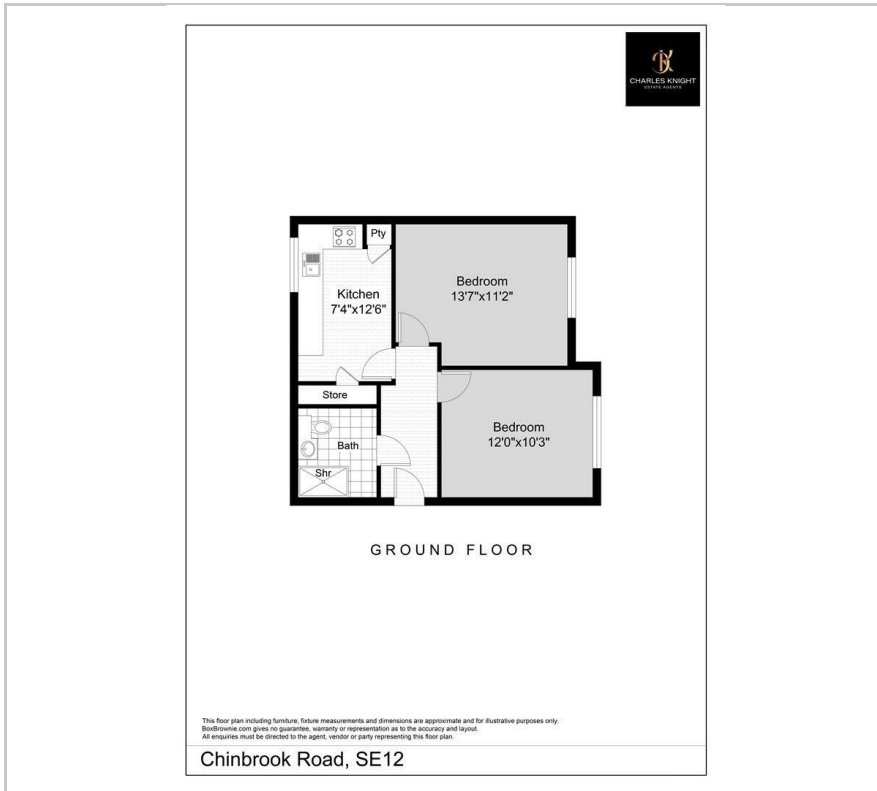 CHARLES KNIGHT
ESTATE AGENTS
Pty
Bedroom
13'7"x11'2"
Kitchen
7'4"x12'6"
Store
Bedroom
12'0"x10'3"
Bath
Shr
GROUND FLOOR
This floor plan including furniture, fixture measurements and dimensions are approximate and for illustrative purposes only.
BoxBrownie.com gives no guarantee, warranty or representation as to the accuracy and layout.
All enquiries must be directed to the agent, vendor or party representing this floor plan.
Chinbrook Road, SE12